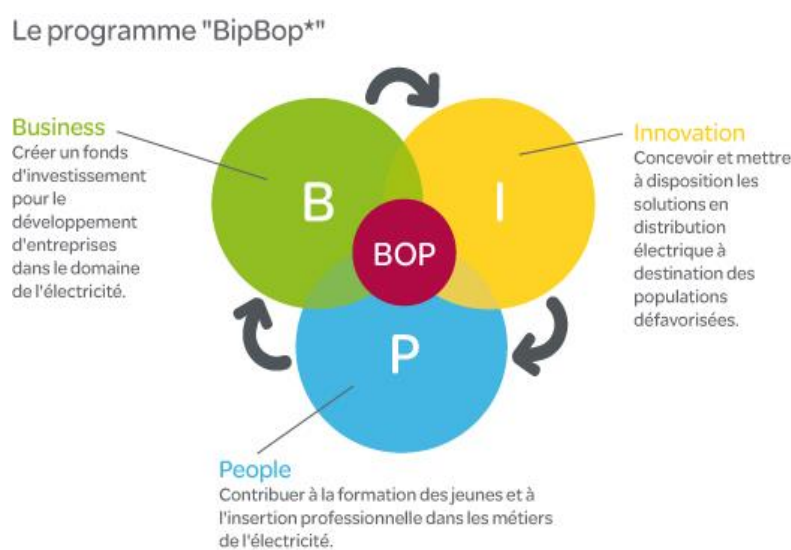 Le programme "BipBop*"
Business
Créer un fonds
d'investissement
pour le
développement
d'entreprises
dans le domaine
de l'électricité.
B
I
BOP
P
Innovation
Concevoir et mettre
à disposition les
solutions en
distribution
électrique à
destination des
populations
défavorisées.
People
Contribuer à la formation des jeunes et à
l'insertion professionnelle dans les métiers
de l'électricité.